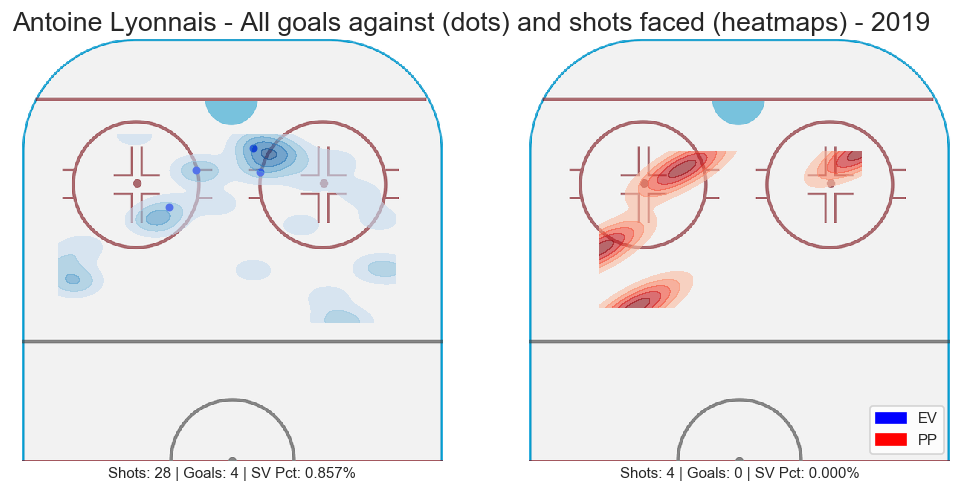 Antoine Lyonnais - All goals against (dots) and shots faced (heatmaps) - 2019
EV
PP
Shots: 28 | Goals: 4 | SV Pct: 0.857%
Shots: 4 | Goals: 0 | SV Pct: 0.000%